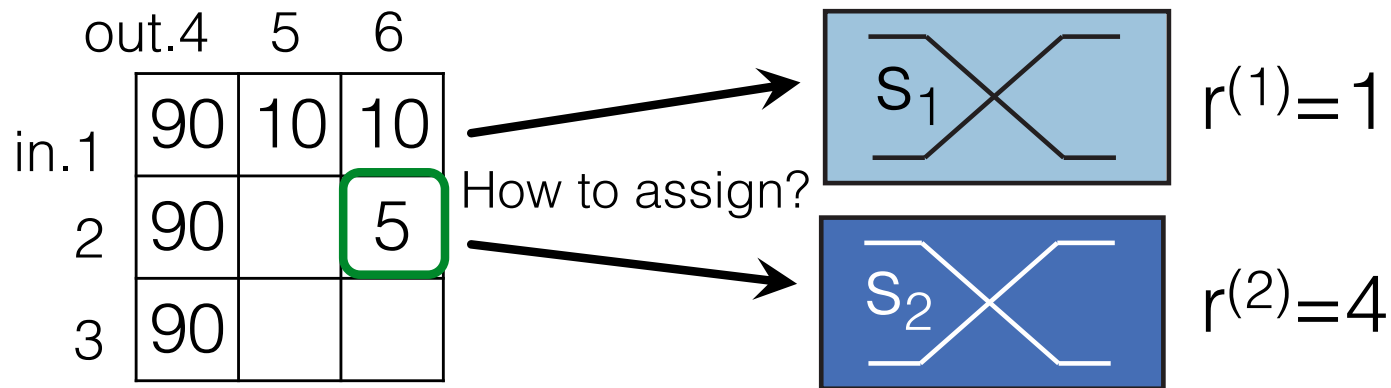 out.4 5 6
in.1 90 10 10
2 90 5
3 90
How to assign?
S1 r(1)=1
S2 r(2)=4